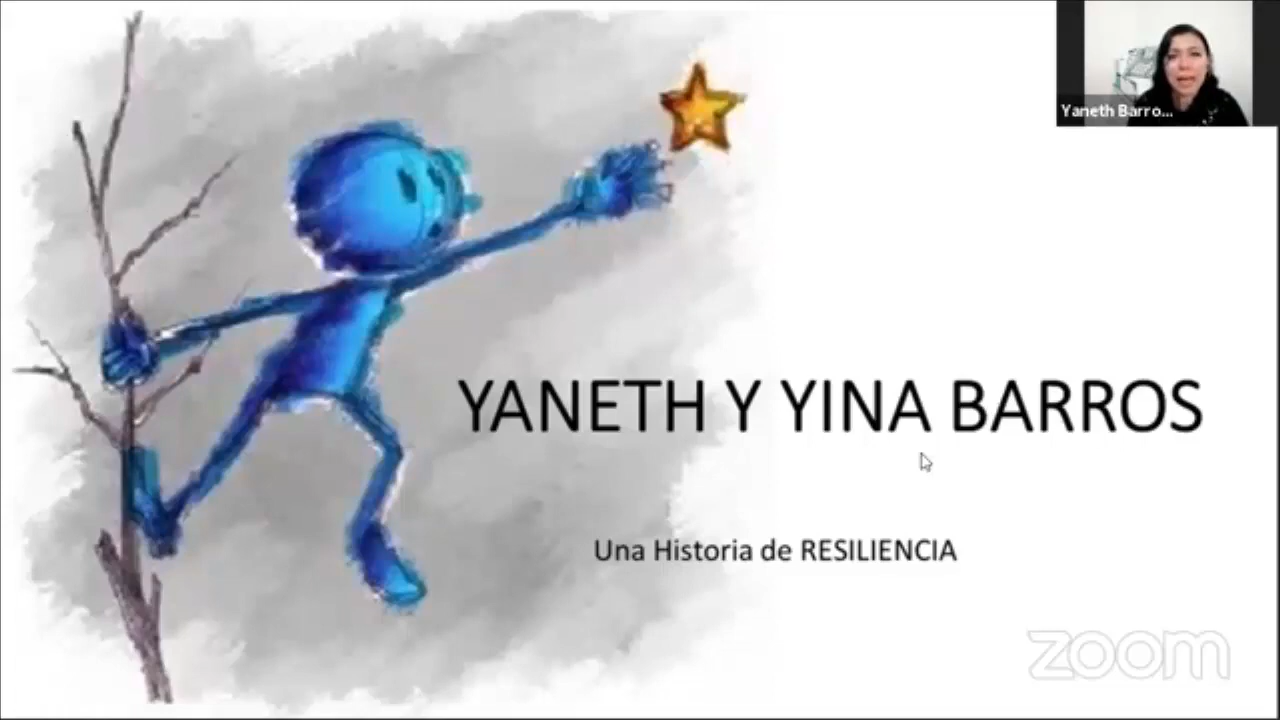 Yaneth Barro...
YANETH Y YINA BARROS
Una Historia de RESILIENCIA
zoom